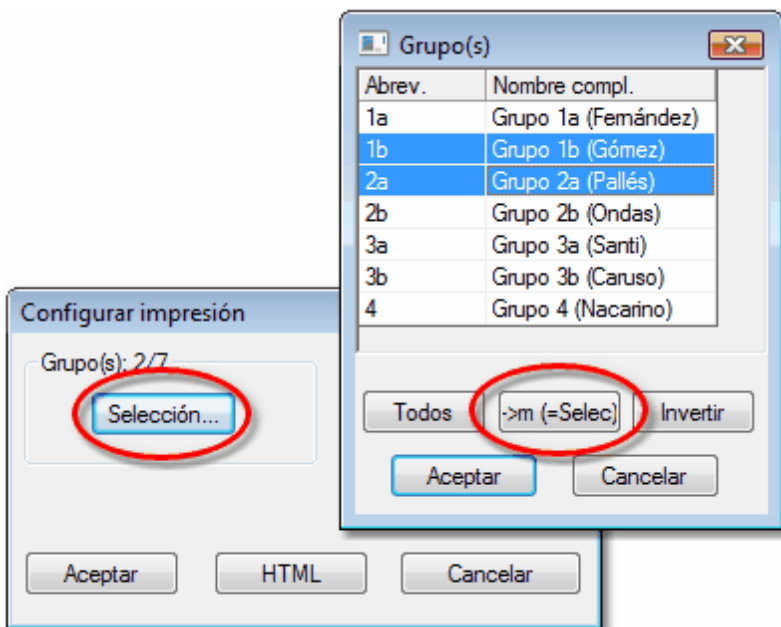 Grupo(s)
Abrev. Nombre compl.
1a Grupo 1a (Fernández)
1b Grupo 1b (Gómez)
2a Grupo 2a (Pallés)
2b Grupo 2b (Ondas)
3a Grupo 3a (Santi)
3b Grupo 3b (Caruso)
4 Grupo 4 (Nacarino)
Todos ->m (=Selec) Invertir
Aceptar Cancelar
Configurar impresión
Grupo(s); 2/7
Selección...
Aceptar HTML Cancelar